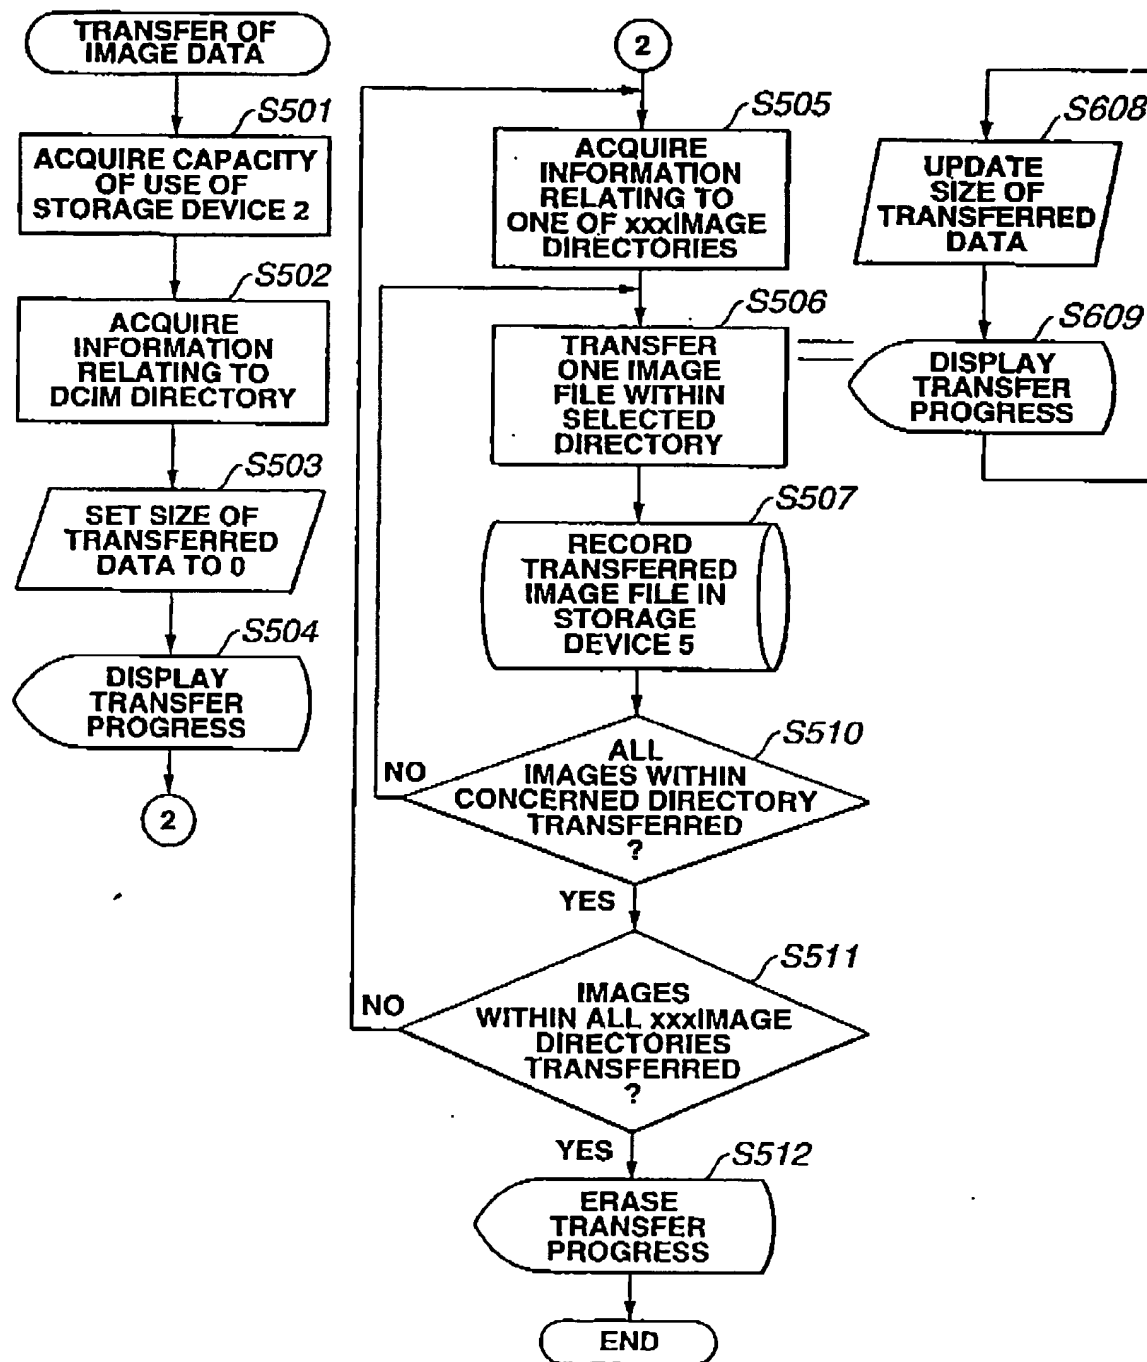 TRANSFER OF
IMAGE DATA
S501
ACQUIRE CAPACITY
OF USE OF
STORAGE DEVICE 2
S502
ACQUIRE
INFORMATION
RELATING TO
DCIM DIRECTORY
S503
SET SIZE OF
TRANSFERRED
DATA TO 0
S504
DISPLAY
TRANSFER
PROGRESS
2
2
S505
ACQUIRE
INFORMATION
RELATING TO
ONE OF xxxIMAGE
DIRECTORIES
S506
TRANSFER
ONE IMAGE
FILE WITHIN
SELECTED
DIRECTORY
S507
RECORD
TRANSFERRED
IMAGE FILE IN
STORAGE
DEVICE 5
S510
NO
ALL
IMAGES WITHIN
CONCERNED DIRECTORY
TRANSFERRED
?
YES
S511
NO
IMAGES
WITHIN ALL xxxIMAGE
DIRECTORIES
TRANSFERRED
?
YES
S512
ERASE
TRANSFER
PROGRESS
END
S608
UPDATE
SIZE OF
TRANSFERRED
DATA
S609
DISPLAY
TRANSFER
PROGRESS